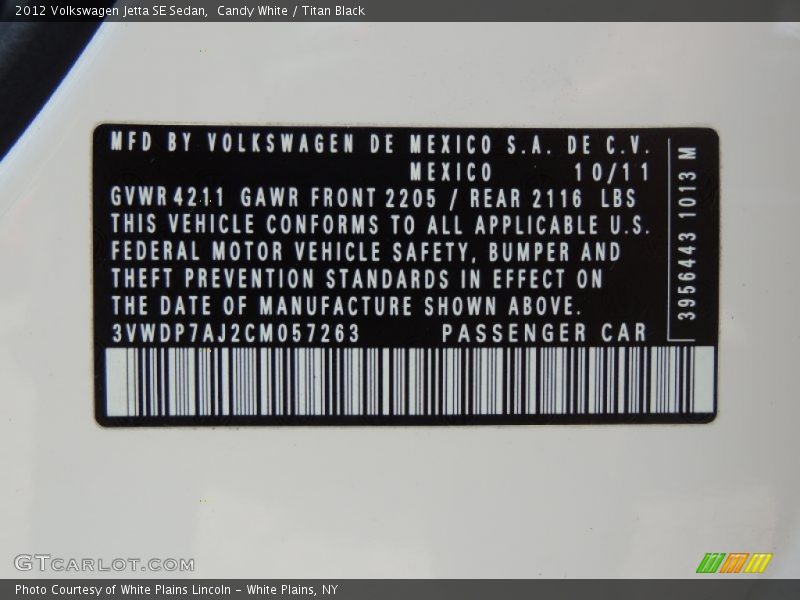 2012 Volkswagen Jetta SE Sedan, Candy White / Titan Black
MFD BY VOLKSWAGEN DE MEXICO S.A. DE C.V.
MEXICO 10/11
GVWR 4211 GAWR FRONT 2205 / REAR 2116 LBS
THIS VEHICLE CONFORMS TO ALL APPLICABLE U.S.
FEDERAL MOTOR VEHICLE SAFETY, BUMPER AND
THEFT PREVENTION STANDARDS IN EFFECT ON
THE DATE OF MANUFACTURE SHOWN ABOVE.
3VWDP7AJ2CM057263 PASSENGER CAR
3956443 1013 M
GTCARLOT.COM
Photo Courtesy of White Plains Lincoln - White Plains, NY